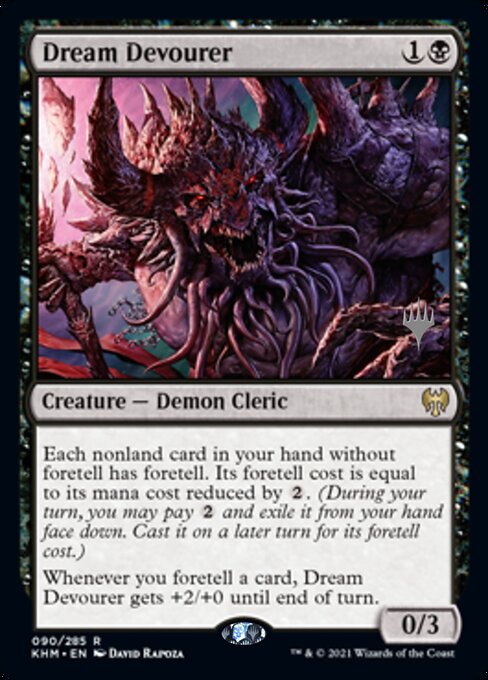 Dream Devourer 1
Creature — Demon Cleric
Each nonland card in your hand without
foretell has foretell. Its foretell cost is equal
to its mana cost reduced by 2. (During your
turn, you may pay 2 and exile it from your hand
face down. Cast it on a later turn for its foretell
cost.)
Whenever you foretell a card, Dream
Devourer gets +2/+0 until end of turn.
0/3
090/285 R
KHM • EN DAVID RAPOZA
™ & © 2021 Wizards of the Coast